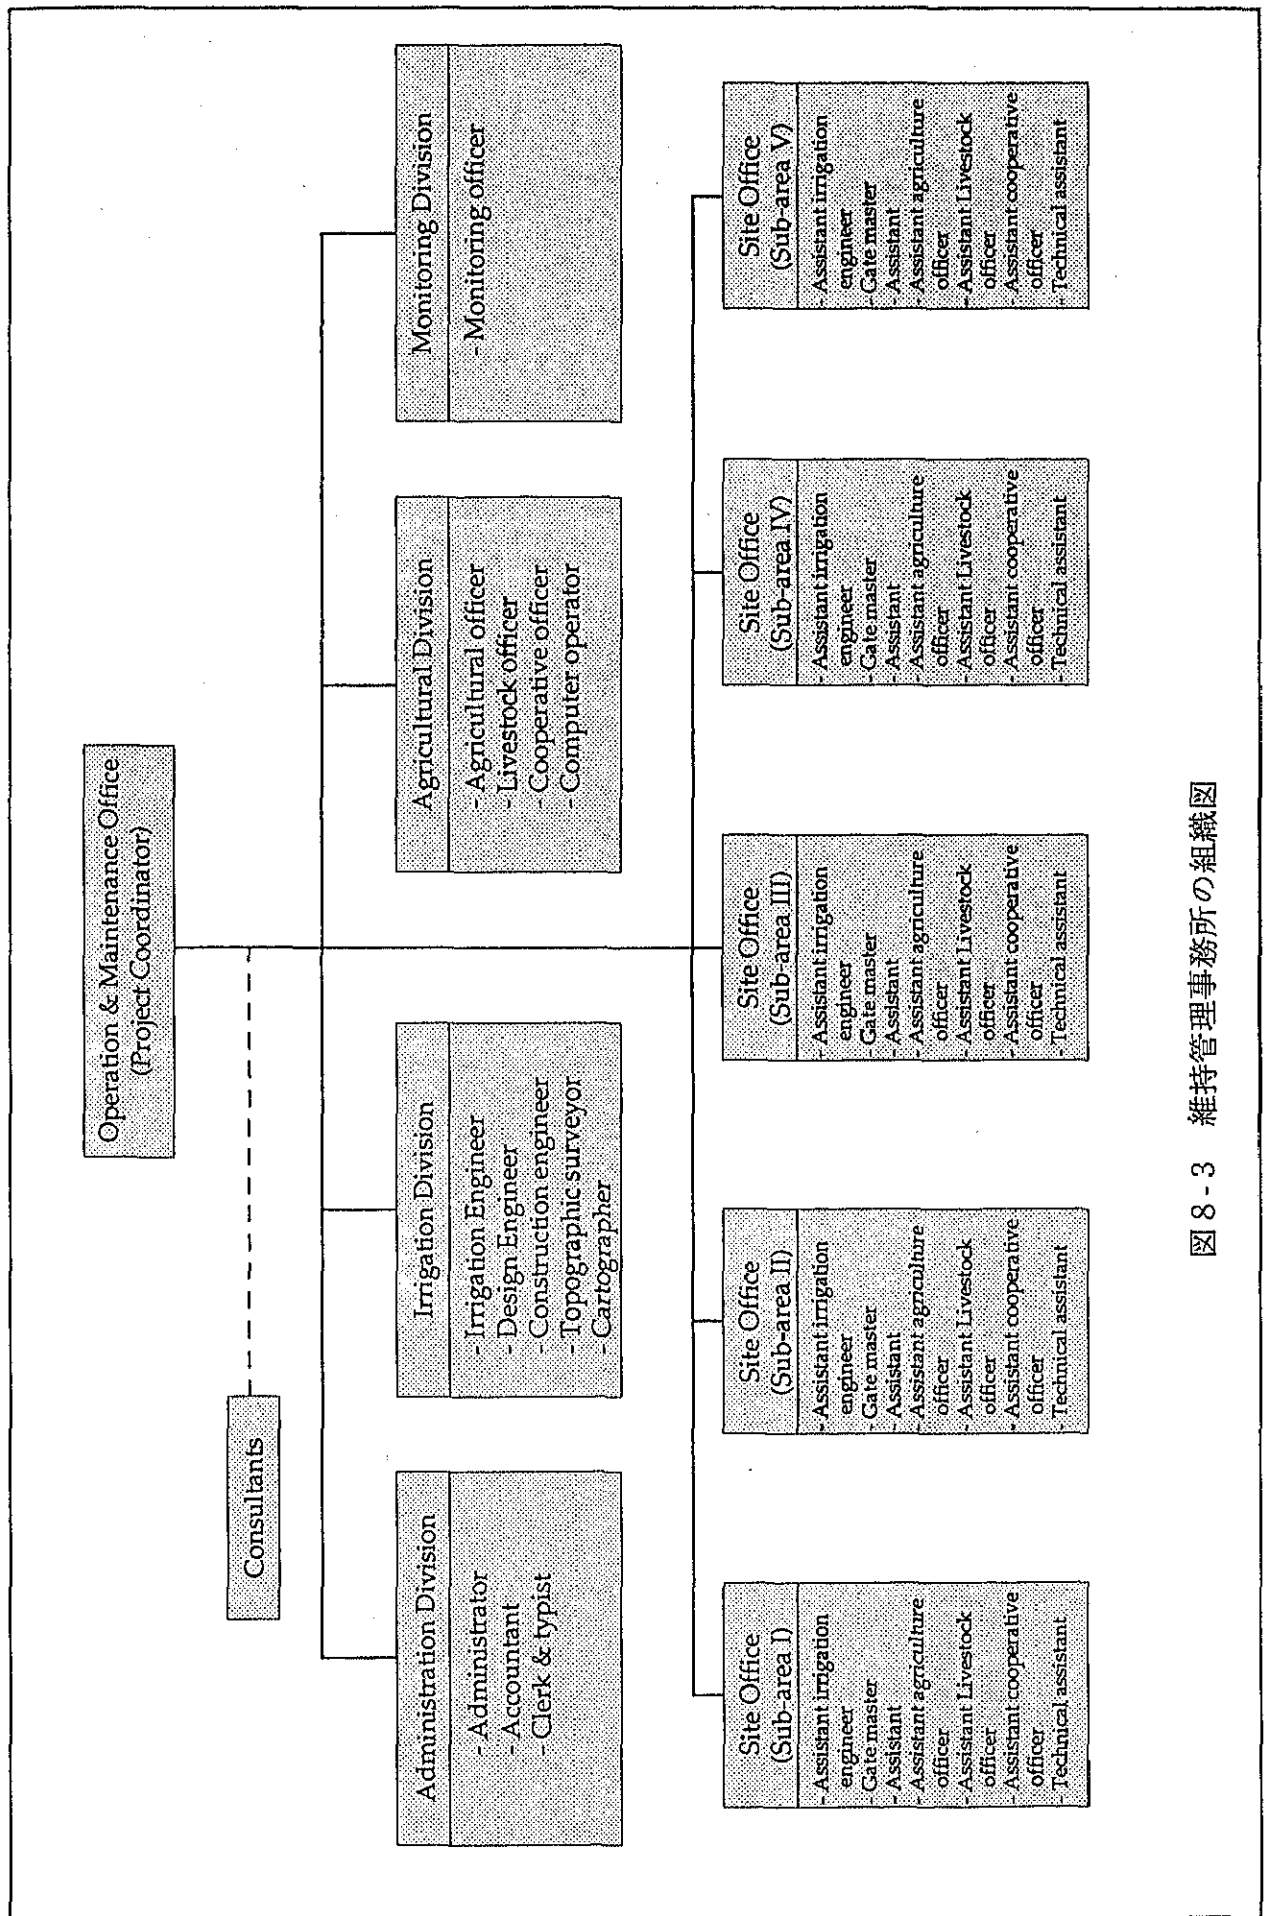 Operation & Maintenance Office
(Project Coordinator)
Consultants
Administration Division
- Administrator
- Accountant
- Clerk & typist
Irrigation Division
- Irrigation Engineer
- Design Engineer
- Construction engineer
- Topographic surveyor
- Cartographer
Agricultural Division
- Agricultural officer
- Livestock officer
- Cooperative officer
- Computer operator
Monitoring Division
- Monitoring officer
Site Office
(Sub-area I)
- Assistant irrigation
engineer
- Gate master
- Assistant
- Assistant agriculture
officer
- Assistant Livestock
officer
- Assistant cooperative
officer
- Technical assistant
Site Office
(Sub-area II)
- Assistant irrigation
engineer
- Gate master
- Assistant
- Assistant agriculture
officer
- Assistant Livestock
officer
- Assistant cooperative
officer
- Technical assistant
Site Office
(Sub-area III)
- Assistant irrigation
engineer
- Gate master
- Assistant
- Assistant agriculture
officer
- Assistant Livestock
officer
- Assistant cooperative
officer
- Technical assistant
Site Office
(Sub-area IV)
- Assistant irrigation
engineer
- Gate master
- Assistant
- Assistant agriculture
officer
- Assistant Livestock
officer
- Assistant cooperative
officer
- Technical assistant
Site Office
(Sub-area V)
- Assistant irrigation
engineer
- Gate master
- Assistant
- Assistant agriculture
officer
- Assistant Livestock
officer
- Assistant cooperative
officer
- Technical assistant
図 8 - 3 維持管理事務所の組織図